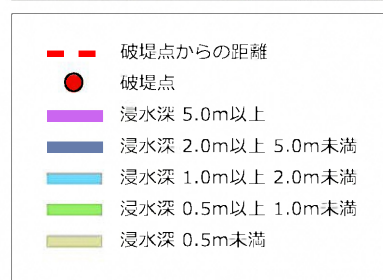 破堤点からの距離
破堤点
浸水深 5.0m以上
浸水深 2.0m以上 5.0m未満
浸水深 1.0m以上 2.0m未満
浸水深 0.5m以上 1.0m未満
浸水深 0.5m未満